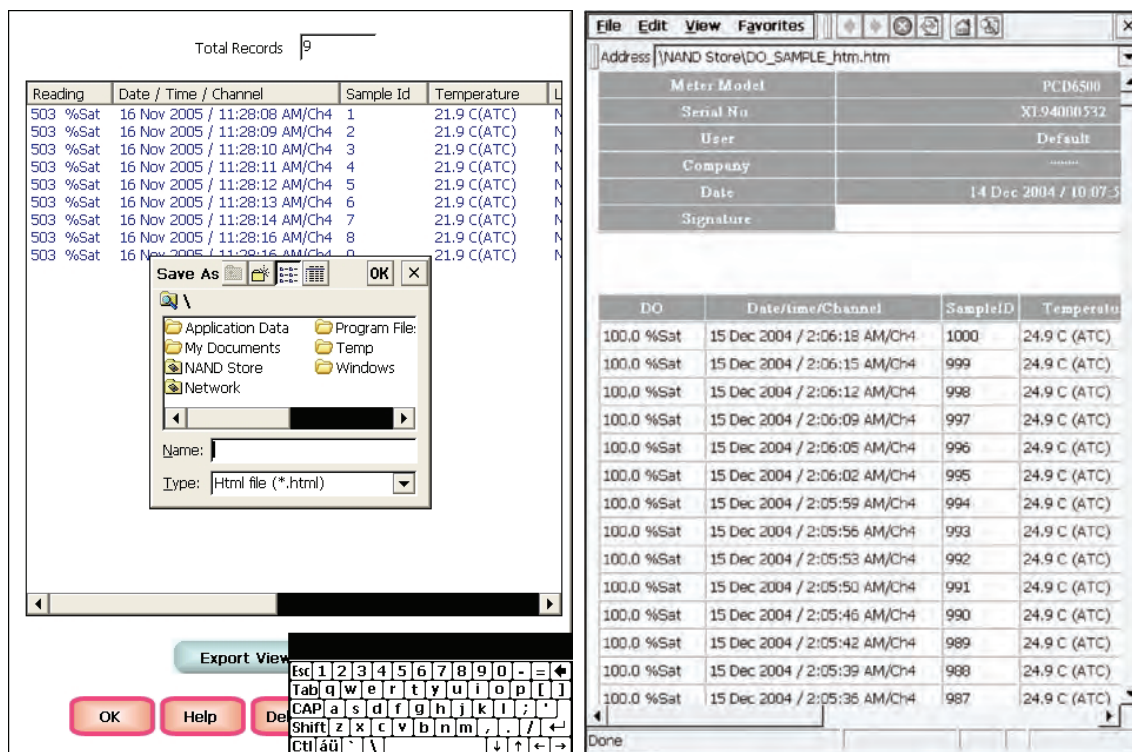 Total Records 9
Reading Date / Time / Channel Sample Id Temperature L
503 %Sat 16 Nov 2005 / 11:28:08 AM/Ch4 1 21.9 C(ATC) N
503 %Sat 16 Nov 2005 / 11:28:09 AM/Ch4 2 21.9 C(ATC) N
503 %Sat 16 Nov 2005 / 11:28:10 AM/Ch4 3 21.9 C(ATC) N
503 %Sat 16 Nov 2005 / 11:28:11 AM/Ch4 4 21.9 C(ATC) N
503 %Sat 16 Nov 2005 / 11:28:12 AM/Ch4 5 21.9 C(ATC) N
503 %Sat 16 Nov 2005 / 11:28:13 AM/Ch4 6 21.9 C(ATC) N
503 %Sat 16 Nov 2005 / 11:28:14 AM/Ch4 7 21.9 C(ATC) N
503 %Sat 16 Nov 2005 / 11:28:16 AM/Ch4 8 21.9 C(ATC) N
503 %Sat 16 Nov 2005 / 11:28:16 AM/Ch4 9 21.9 C(ATC) N
Save As OK ×
\
Application Data Program File:
My Documents Temp
NAND Store Windows
Network
Name:
Type: Html file (*.html)
Export View
OK Help Del
Esc 1 2 3 4 5 6 7 8 9 0 - =
Tab q w e r t y u i o p [ ]
CAP a s d f g h j k l ; '
Shift z x c v b n m , . /
Ctl áü ` \
File Edit View Favorites ×
Address \NAND Store\DO_SAMPLE_htm.htm
Meter Model PCD6500
Serial No. XL94000532
User Default
Company ********
Date 14 Dec 2004 / 10:07:5
Signature
DO Date/time/Channel SampleID Temperatu
100.0 %Sat 15 Dec 2004 / 2:06:18 AM/Ch4 1000 24.9 C (ATC)
100.0 %Sat 15 Dec 2004 / 2:06:15 AM/Ch4 999 24.9 C (ATC)
100.0 %Sat 15 Dec 2004 / 2:06:12 AM/Ch4 998 24.9 C (ATC)
100.0 %Sat 15 Dec 2004 / 2:06:09 AM/Ch4 997 24.9 C (ATC)
100.0 %Sat 15 Dec 2004 / 2:06:05 AM/Ch4 996 24.9 C (ATC)
100.0 %Sat 15 Dec 2004 / 2:06:02 AM/Ch4 995 24.9 C (ATC)
100.0 %Sat 15 Dec 2004 / 2:05:59 AM/Ch4 994 24.9 C (ATC)
100.0 %Sat 15 Dec 2004 / 2:05:56 AM/Ch4 993 24.9 C (ATC)
100.0 %Sat 15 Dec 2004 / 2:05:53 AM/Ch4 992 24.9 C (ATC)
100.0 %Sat 15 Dec 2004 / 2:05:50 AM/Ch4 991 24.9 C (ATC)
100.0 %Sat 15 Dec 2004 / 2:05:46 AM/Ch4 990 24.9 C (ATC)
100.0 %Sat 15 Dec 2004 / 2:05:42 AM/Ch4 989 24.9 C (ATC)
100.0 %Sat 15 Dec 2004 / 2:05:39 AM/Ch4 988 24.9 C (ATC)
100.0 %Sat 15 Dec 2004 / 2:05:36 AM/Ch4 987 24.9 C (ATC)
Done